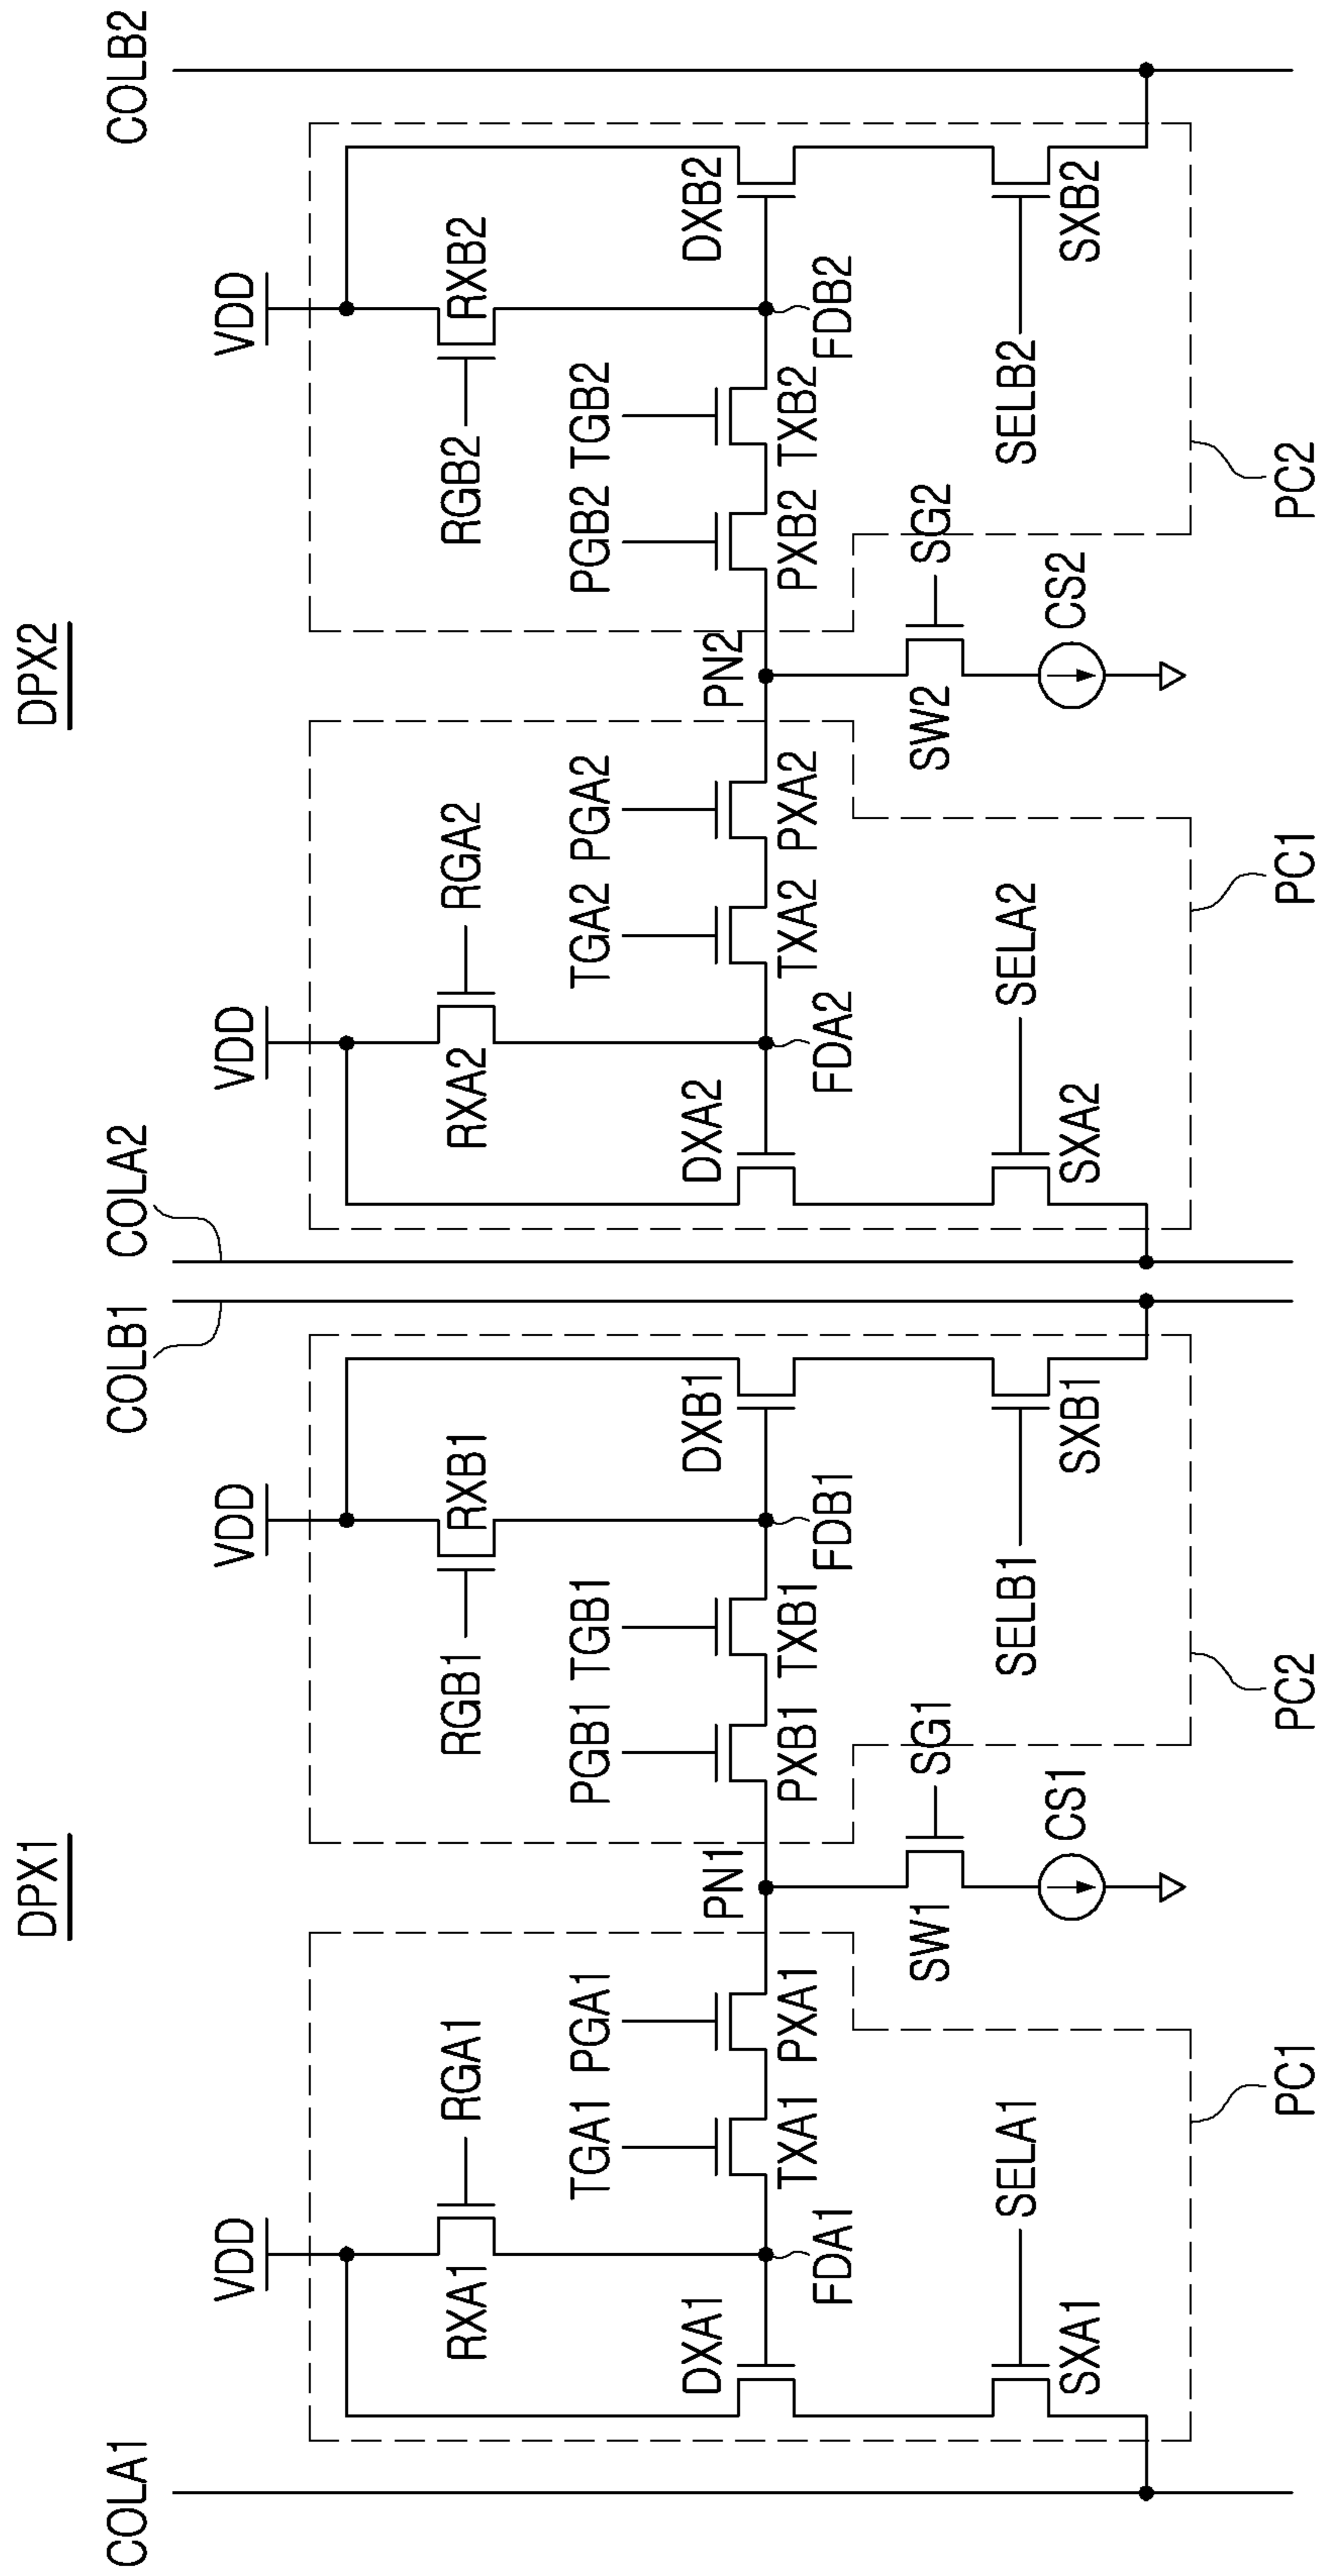 DPX1
DPX2
COLA1
COLB1
COLA2
COLB2
VDD
VDD
VDD
VDD
RXA1
RGA1
RGB1
RXB1
RXA2
RGA2
RGB2
RXB2
TGA1
PGA1
PGB1
TGB1
TGA2
PGA2
PGB2
TGB2
DXA1
PN1
DXB1
DXA2
PN2
DXB2
TXA1
PXA1
PXB1
TXB1
TXA2
PXA2
PXB2
TXB2
FDA1
FDB1
FDA2
FDB2
SW1
SG1
SW2
SG2
SELA1
SELB1
SELA2
SELB2
SXA1
CS1
SXB1
SXA2
CS2
SXB2
PC1
PC2
PC1
PC2